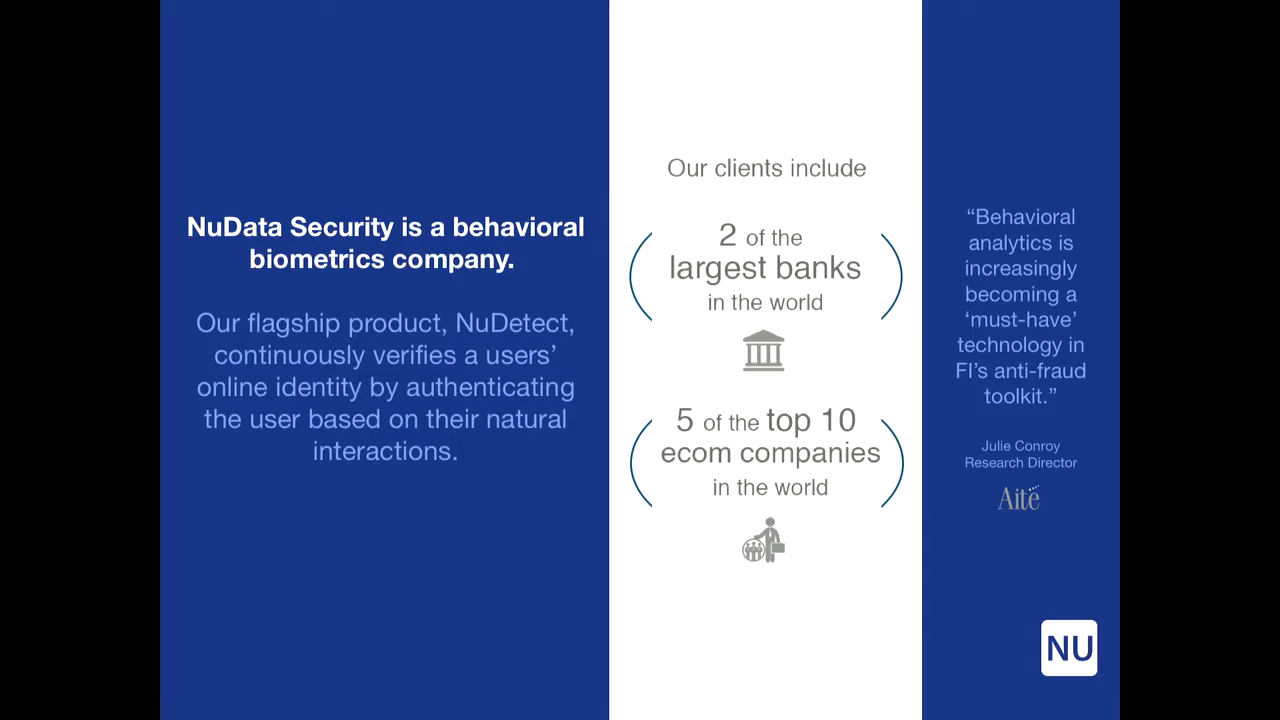 NuData Security is a behavioral
biometrics company.
Our flagship product, NuDetect,
continuously verifies a users’
online identity by authenticating
the user based on their natural
interactions.
Our clients include
2 of the
largest banks
in the world
5 of the top 10
ecom companies
in the world
“Behavioral
analytics is
increasingly
becoming a
‘must-have’
technology in
FI’s anti-fraud
toolkit.”
Julie Conroy
Research Director
Aité
NU